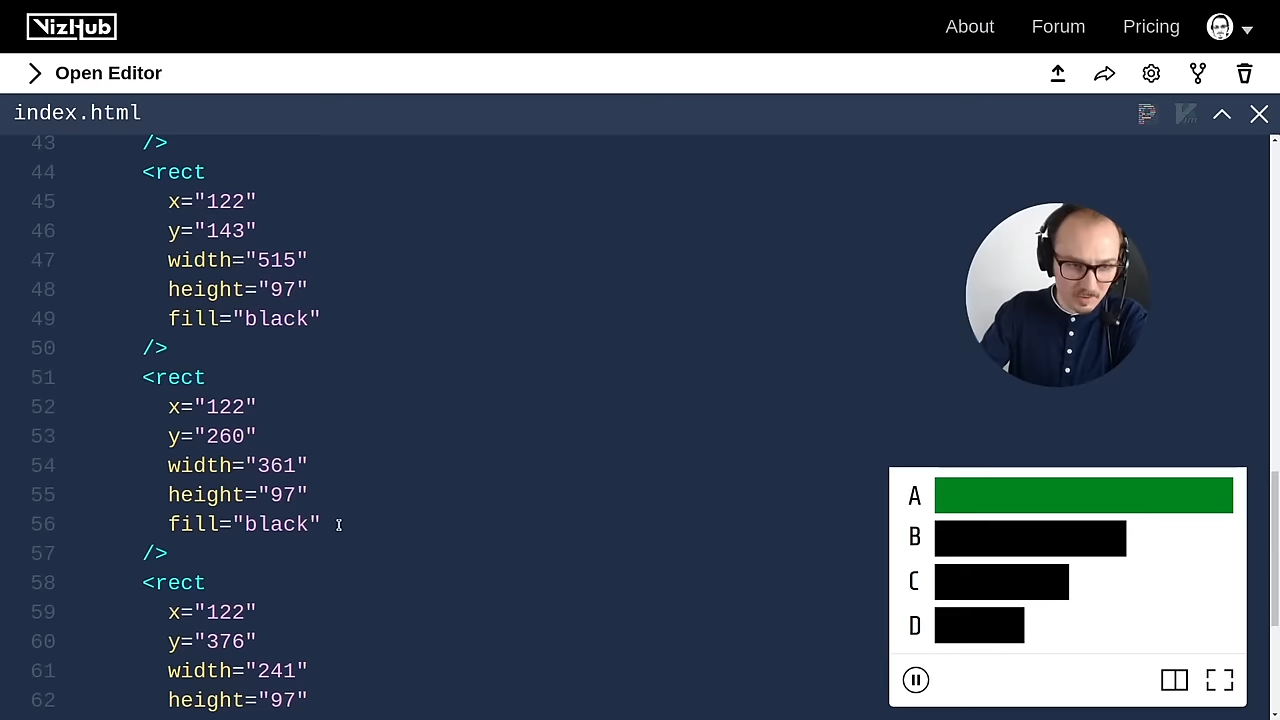 VizHub
About
Forum
Pricing
Open Editor
index.html
43 />
44 <rect
45 x="122"
46 y="143"
47 width="515"
48 height="97"
49 fill="black"
50 />
51 <rect
52 x="122"
53 y="260"
54 width="361"
55 height="97"
56 fill="black"
57 />
58 <rect
59 x="122"
60 y="376"
61 width="241"
62 height="97"
A
B
C
D